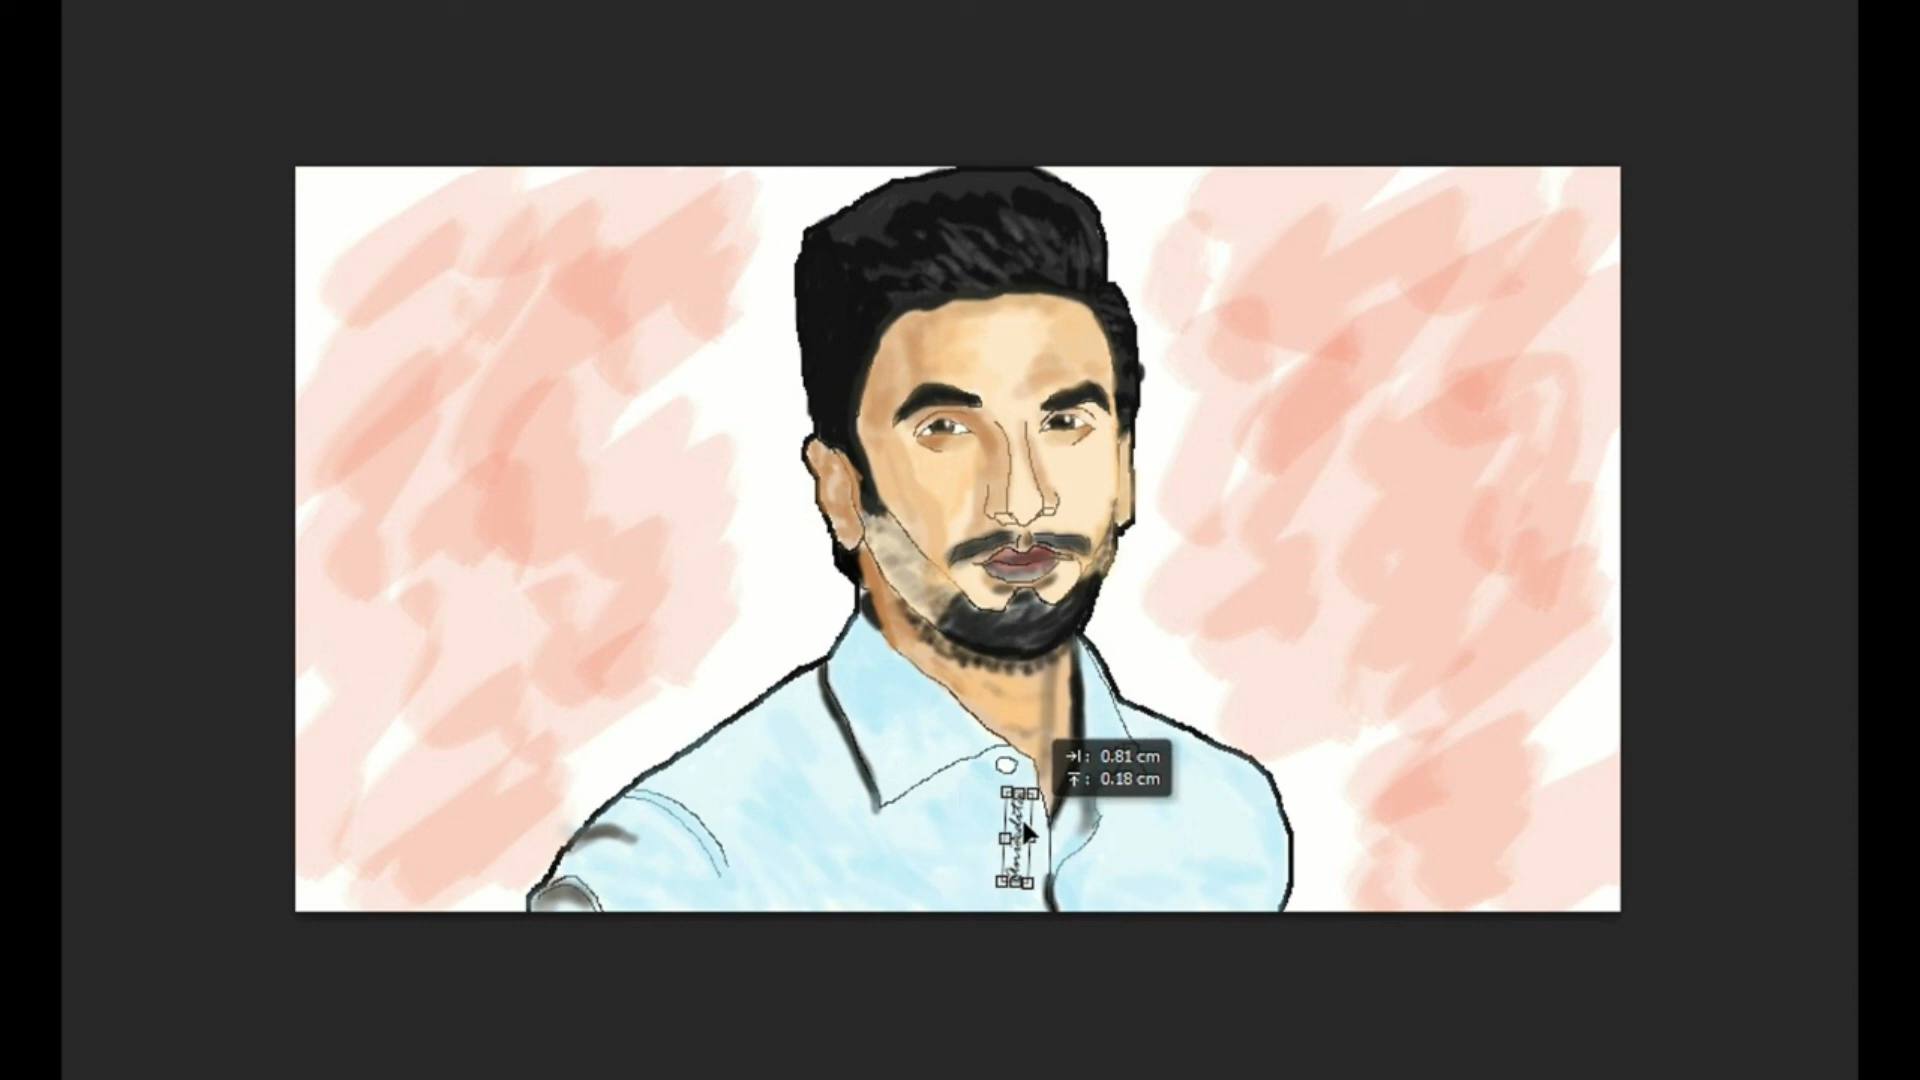 →I : 0.81 cm
↑ : 0.18 cm